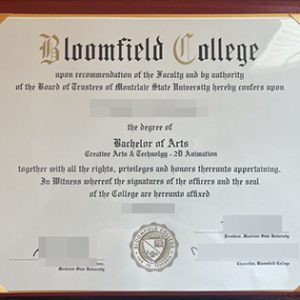 Bloomfield College
upon recommendation of the Faculty and by authority
of the Board of Trustees of Montclair State University hereby confers upon
the degree of
Bachelor of Arts
Creative Arts & Technology - 2D Animation
together with all the rights, privileges and honors thereunto appertaining.
In Witness whereof the signatures of the officers and the seal
of the College are hereunto affixed
BLOOMFIELD COLLEGE
President, Montclair State University
Montclair State University
Chancellor, Bloomfield College